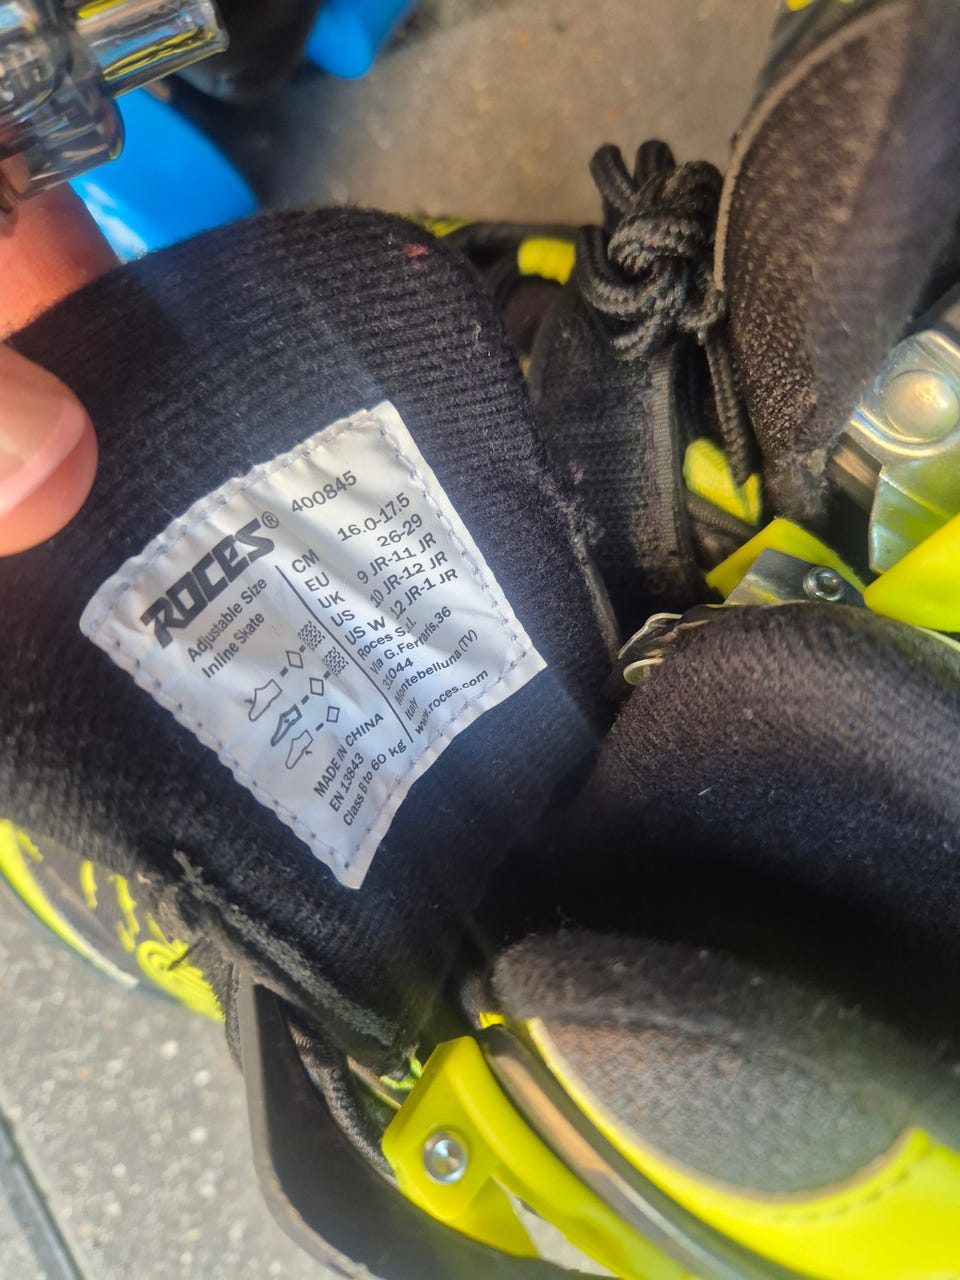 ROCES®
400845
Adjustable Size
Inline Skate
CM 16.0-17.5
EU 26-29
UK 9 JR-11 JR
US 10 JR-12 JR
US W 12 JR-1 JR
Roces S.r.l.
Via G.Ferraris,36
31044
Montebelluna (TV)
Italy
www.roces.com
MADE IN CHINA
EN 13843
Class B to 60 kg